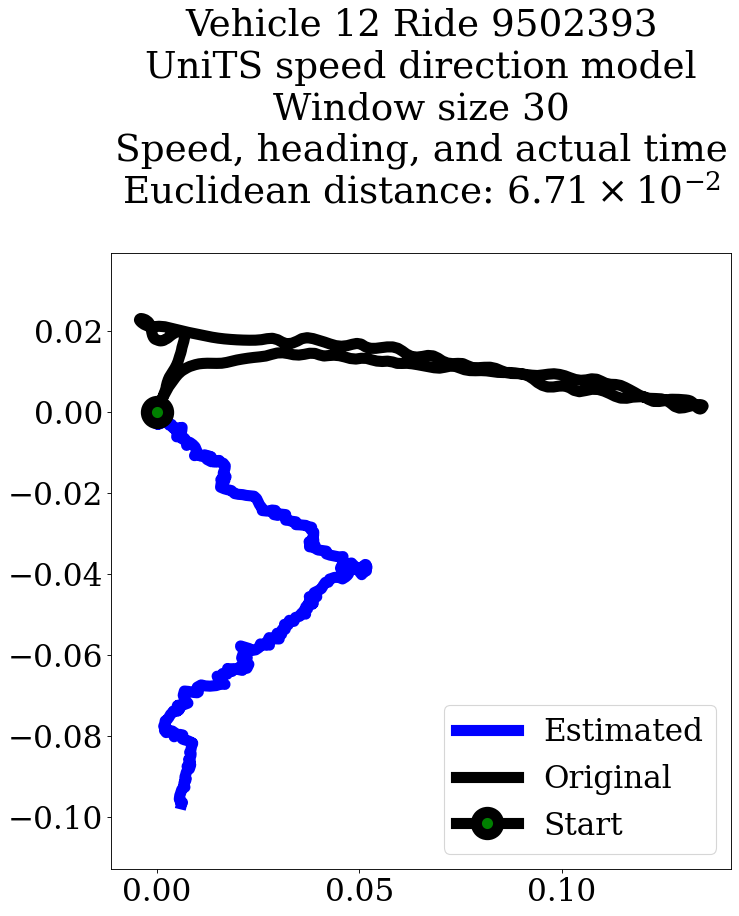 Vehicle 12 Ride 9502393
UniTS speed direction model
Window size 30
Speed, heading, and actual time
Euclidean distance: 6.71 × 10⁻²
0.02
0.00
−0.02
−0.04
−0.06
−0.08
−0.10
Estimated
Original
Start
0.00 0.05 0.10